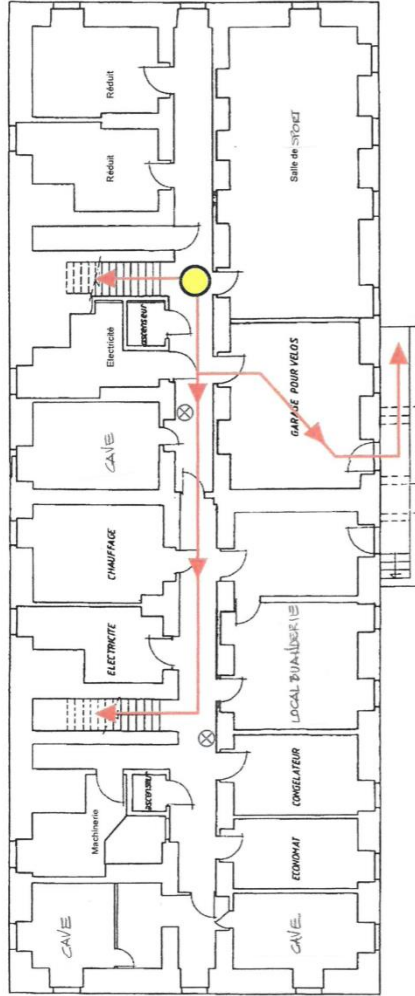 Réduit
Réduit
Salle de SPORT
Electricité
ascenseur
GARAGE POUR VELOS
CAVE
CHAUFFAGE
ELECTRICITE
LOCAL BUANDERIE
CONGELATEUR
ascenseur
Machinerie
ECONOMAT
CAVE
CAVE